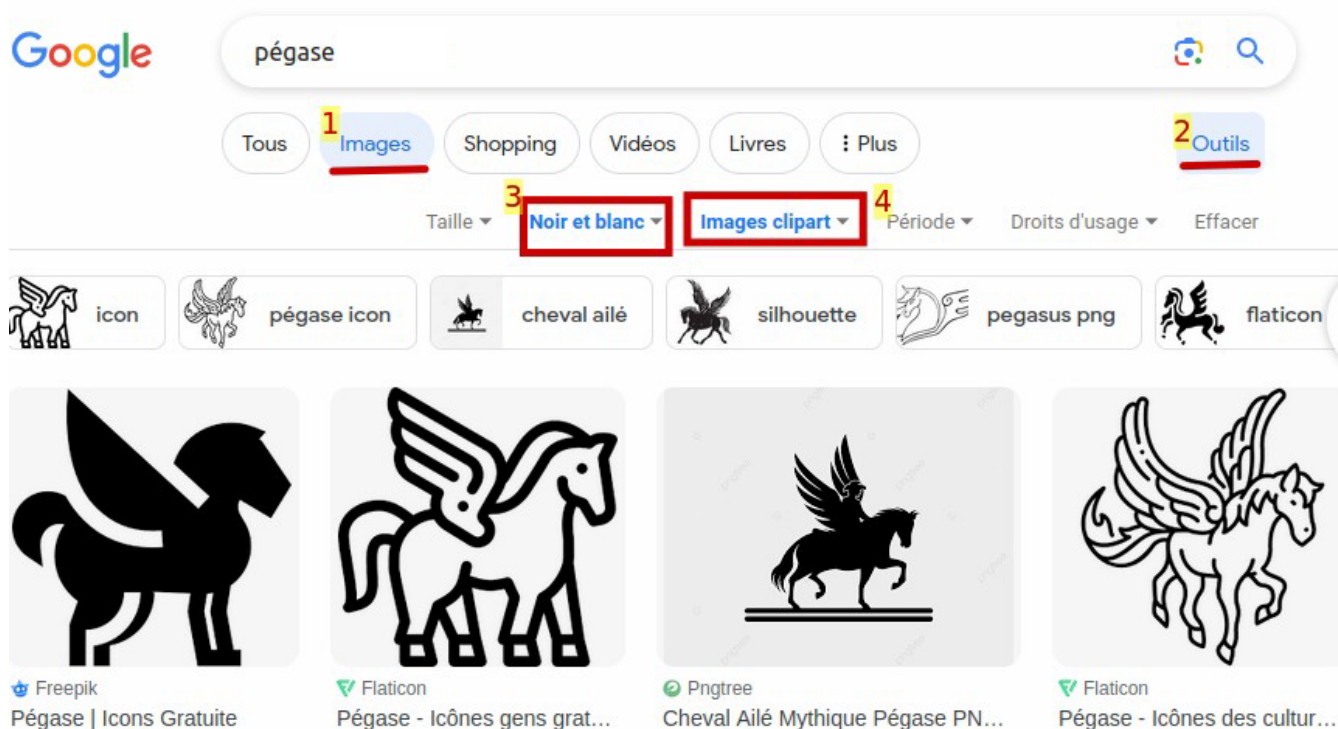 Google
pégase
Tous
1
Images
Shopping
Vidéos
Livres
Plus
2
Outils
Taille
3
Noir et blanc
Images clipart
4
Période
Droits d'usage
Effacer
icon
pégase icon
cheval ailé
silhouette
pegasus png
flaticon
Freepik
Flaticon
Pngtree
Flaticon
Pégase | Icons Gratuite
Pégase - Icônes gens grat...
Cheval Ailé Mythique Pégase PN...
Pégase - Icônes des cultur...